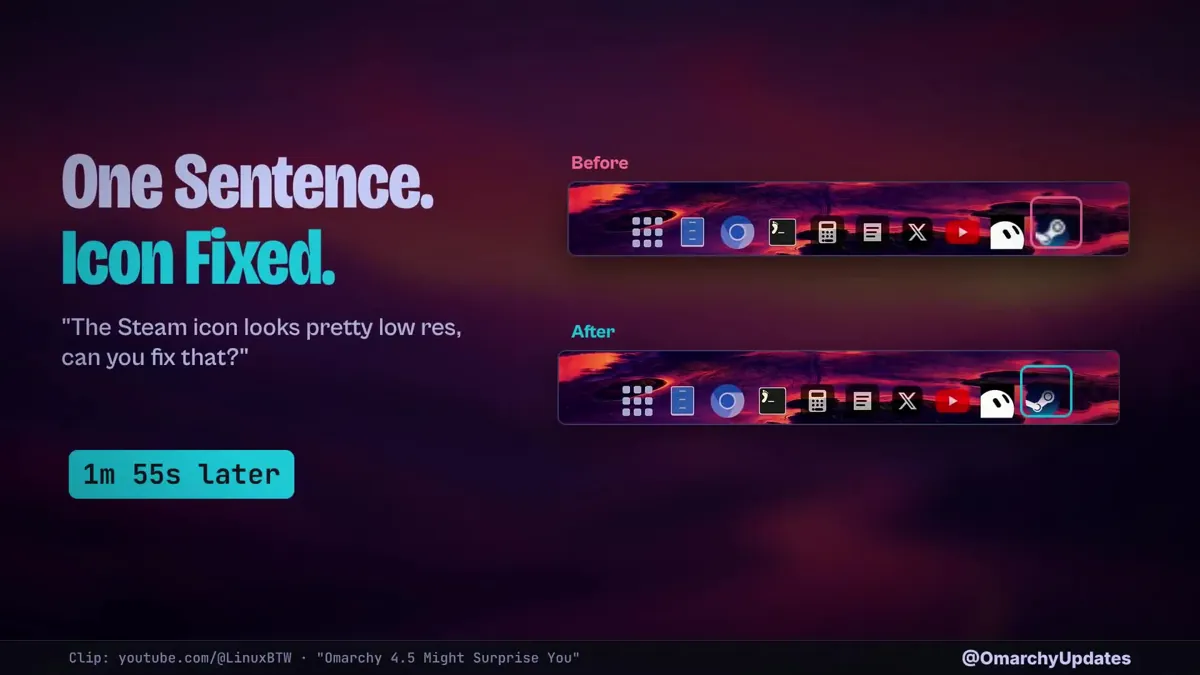 One Sentence.
Icon Fixed.
"The Steam icon looks pretty low res,
can you fix that?"
1m 55s later
Before
After
Clip: youtube.com/@LinuxBTW · "Omarchy 4.5 Might Surprise You"
@OmarchyUpdates